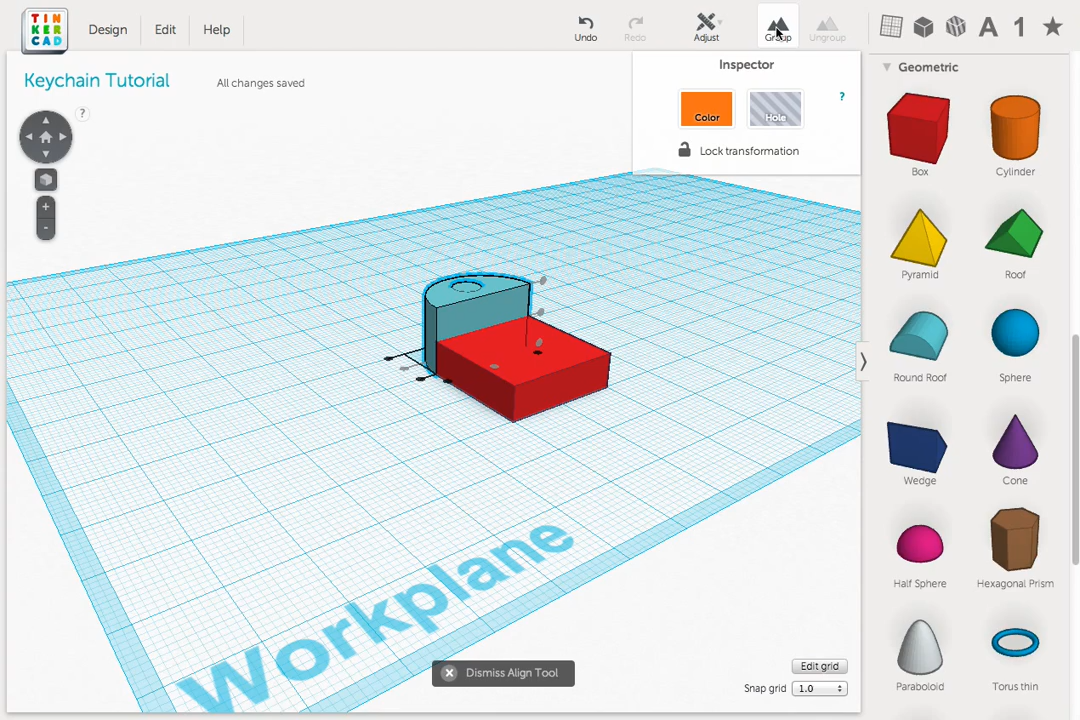 TIN
KER
CAD
Design
Edit
Help
Undo
Redo
Adjust
Group
Ungroup
A
1
Keychain Tutorial
All changes saved
?
+
-
Inspector
Color
Hole
?
Lock transformation
Geometric
Box
Cylinder
Pyramid
Roof
Round Roof
Sphere
Wedge
Cone
Half Sphere
Hexagonal Prism
Paraboloid
Torus thin
Workplane
Dismiss Align Tool
Edit grid
Snap grid 1.0